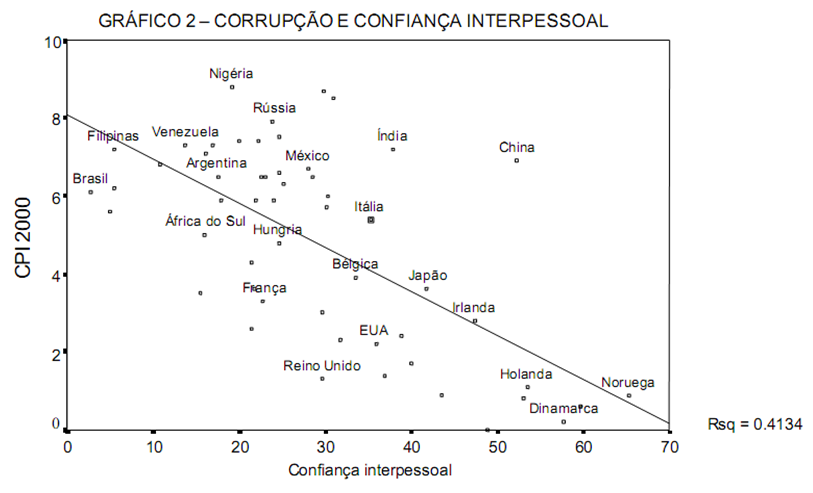 GRÁFICO 2 – CORRUPÇÃO E CONFIANÇA INTERPESSOAL
10
Nigéria
8
Rússia
Filipinas
Venezuela
Índia
China
Argentina
México
Brasil
6
Itália
África do Sul
Hungria
CPI 2000
4
Bélgica
Japão
França
Irlanda
EUA
2
Reino Unido
Holanda
Noruega
Dinamarca
0
Rsq = 0.4134
0 10 20 30 40 50 60 70
Confiança interpessoal